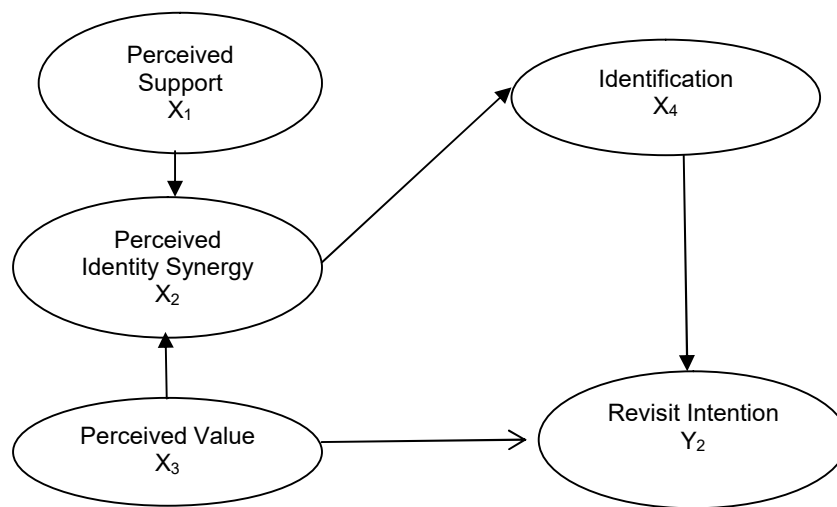 Perceived
Support
X₁
Identification
X₄
Perceived
Identity Synergy
X₂
Perceived Value
X₃
Revisit Intention
Y₂